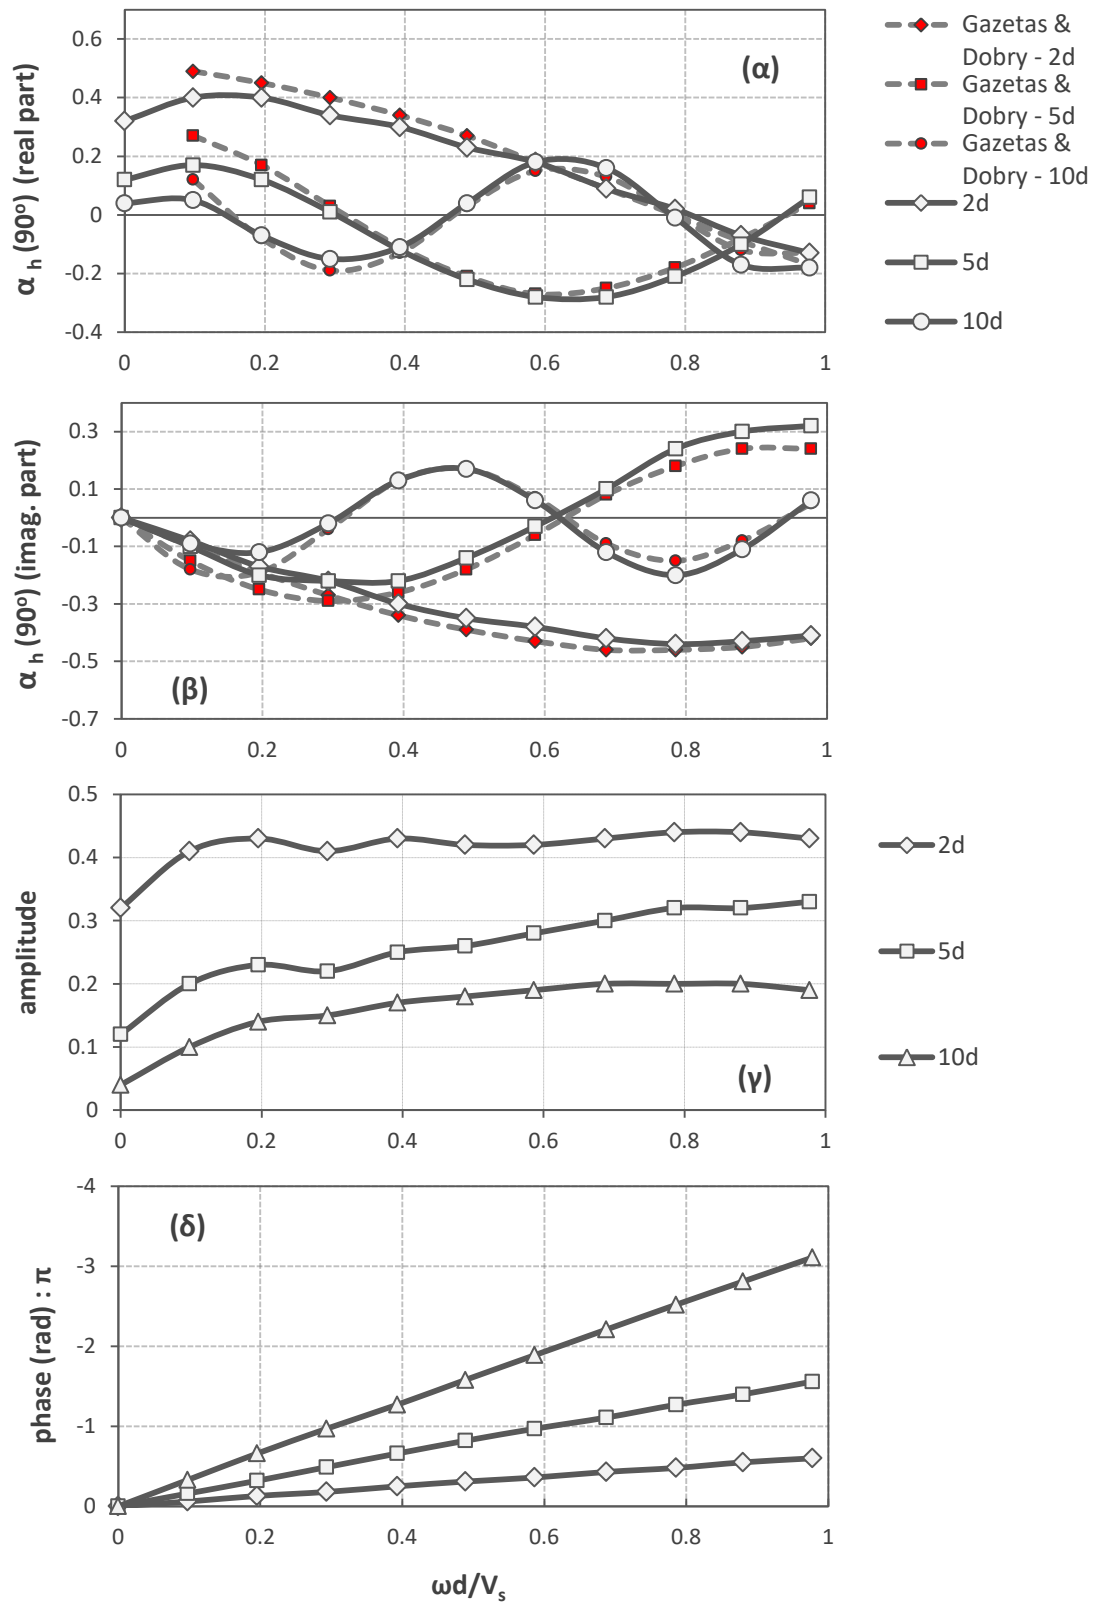 α h (90º) (real part)
0.6
0.4
0.2
0
-0.2
-0.4
(α)
0 0.2 0.4 0.6 0.8 1
Gazetas &
Dobry - 2d
Gazetas &
Dobry - 5d
Gazetas &
Dobry - 10d
2d
5d
10d
α h (90º) (imag. part)
0.3
0.1
-0.1
-0.3
-0.5
-0.7
(β)
0 0.2 0.4 0.6 0.8 1
amplitude
0.5
0.4
0.3
0.2
0.1
0
(γ)
0 0.2 0.4 0.6 0.8 1
2d
5d
10d
phase (rad) : π
-4
-3
-2
-1
0
(δ)
0 0.2 0.4 0.6 0.8 1
ωd/Vs